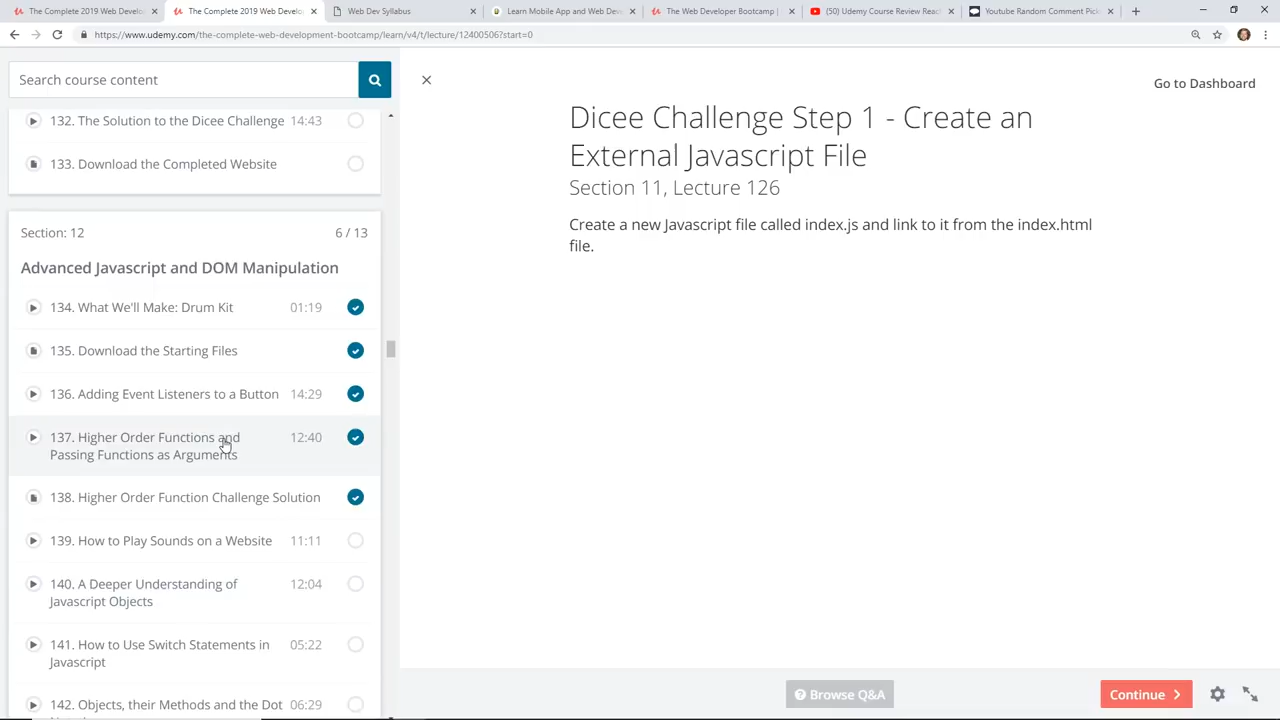 The Complete 2019 Web Develo
The Complete 2019 Web Develo
Web Dev Syllabus
Learn Mobile App and Web Dev
The Web Developer Bootcamp |
(50) Udemy Course Review Reac
Youtube Random Comment Pick
https://www.udemy.com/the-complete-web-development-bootcamp/learn/v4/t/lecture/12400506?start=0
Search course content
Go to Dashboard
132. The Solution to the Dicee Challenge 14:43
133. Download the Completed Website
Section: 12 6 / 13
Advanced Javascript and DOM Manipulation
134. What We'll Make: Drum Kit 01:19
135. Download the Starting Files
136. Adding Event Listeners to a Button 14:29
137. Higher Order Functions and 12:40
Passing Functions as Arguments
138. Higher Order Function Challenge Solution
139. How to Play Sounds on a Website 11:11
140. A Deeper Understanding of 12:04
Javascript Objects
141. How to Use Switch Statements in 05:22
Javascript
142. Objects, their Methods and the Dot 06:29
Dicee Challenge Step 1 - Create an
External Javascript File
Section 11, Lecture 126
Create a new Javascript file called index.js and link to it from the index.html
file.
Browse Q&A
Continue